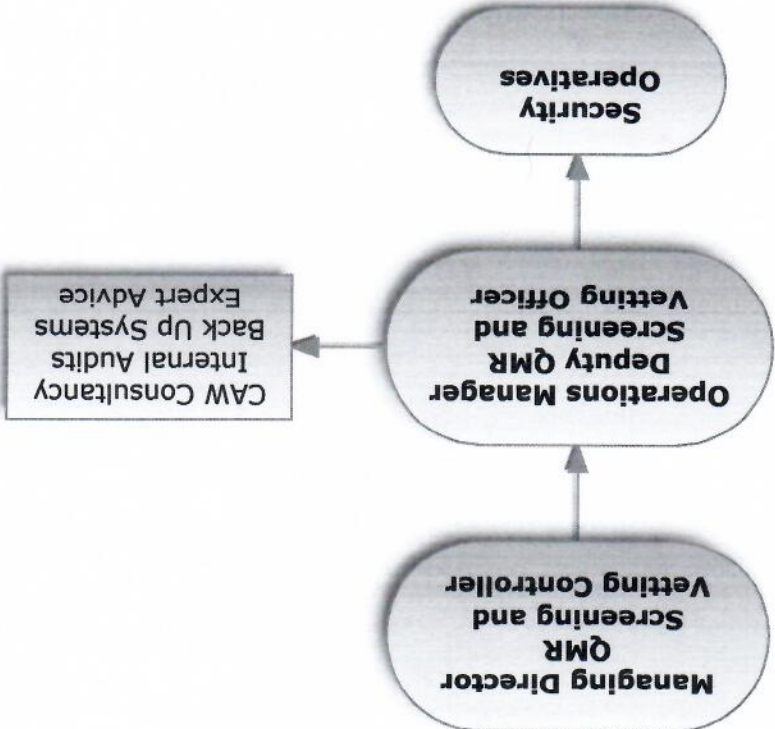 Managing Director
QMR
Screening and
Vetting Controller
Operations Manager
Deputy QMR
Screening and
Vetting Officer
CAW Consultancy
Internal Audits
Back Up Systems
Expert Advice
Security
Operatives